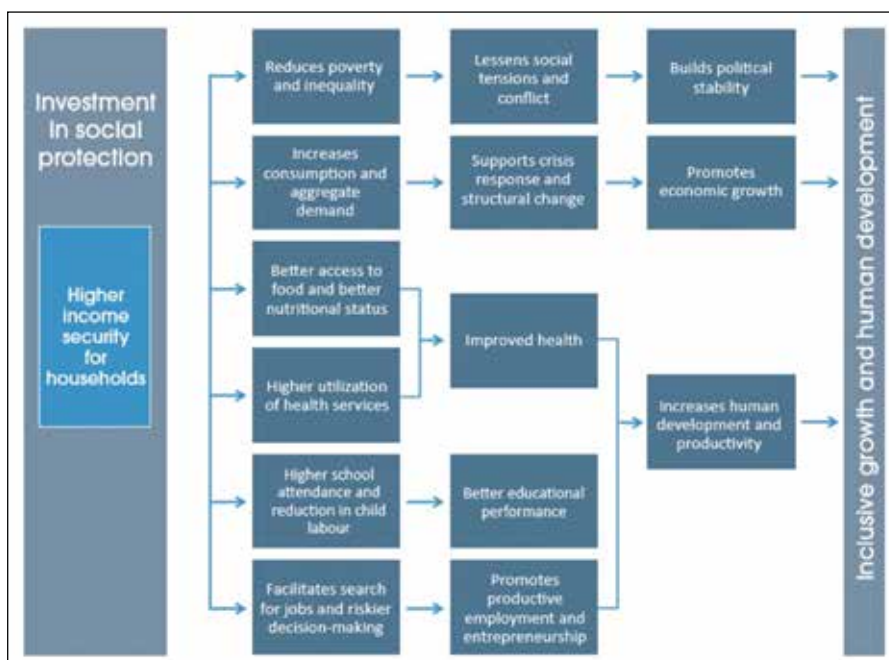 Investment
in social
protection
Higher
income
security
for
households
Reduces poverty
and inequality
Lessens social
tensions and
conflict
Builds political
stability
Increases
consumption and
aggregate
demand
Supports crisis
response and
structural change
Promotes
economic growth
Better access to
food and better
nutritional status
Improved health
Higher utilization
of health services
Increases human
development and
productivity
Higher school
attendance and
reduction in child
labour
Better educational
performance
Facilitates search
for jobs and riskier
decision-making
Promotes
productive
employment and
entrepreneurship
Inclusive growth and human development